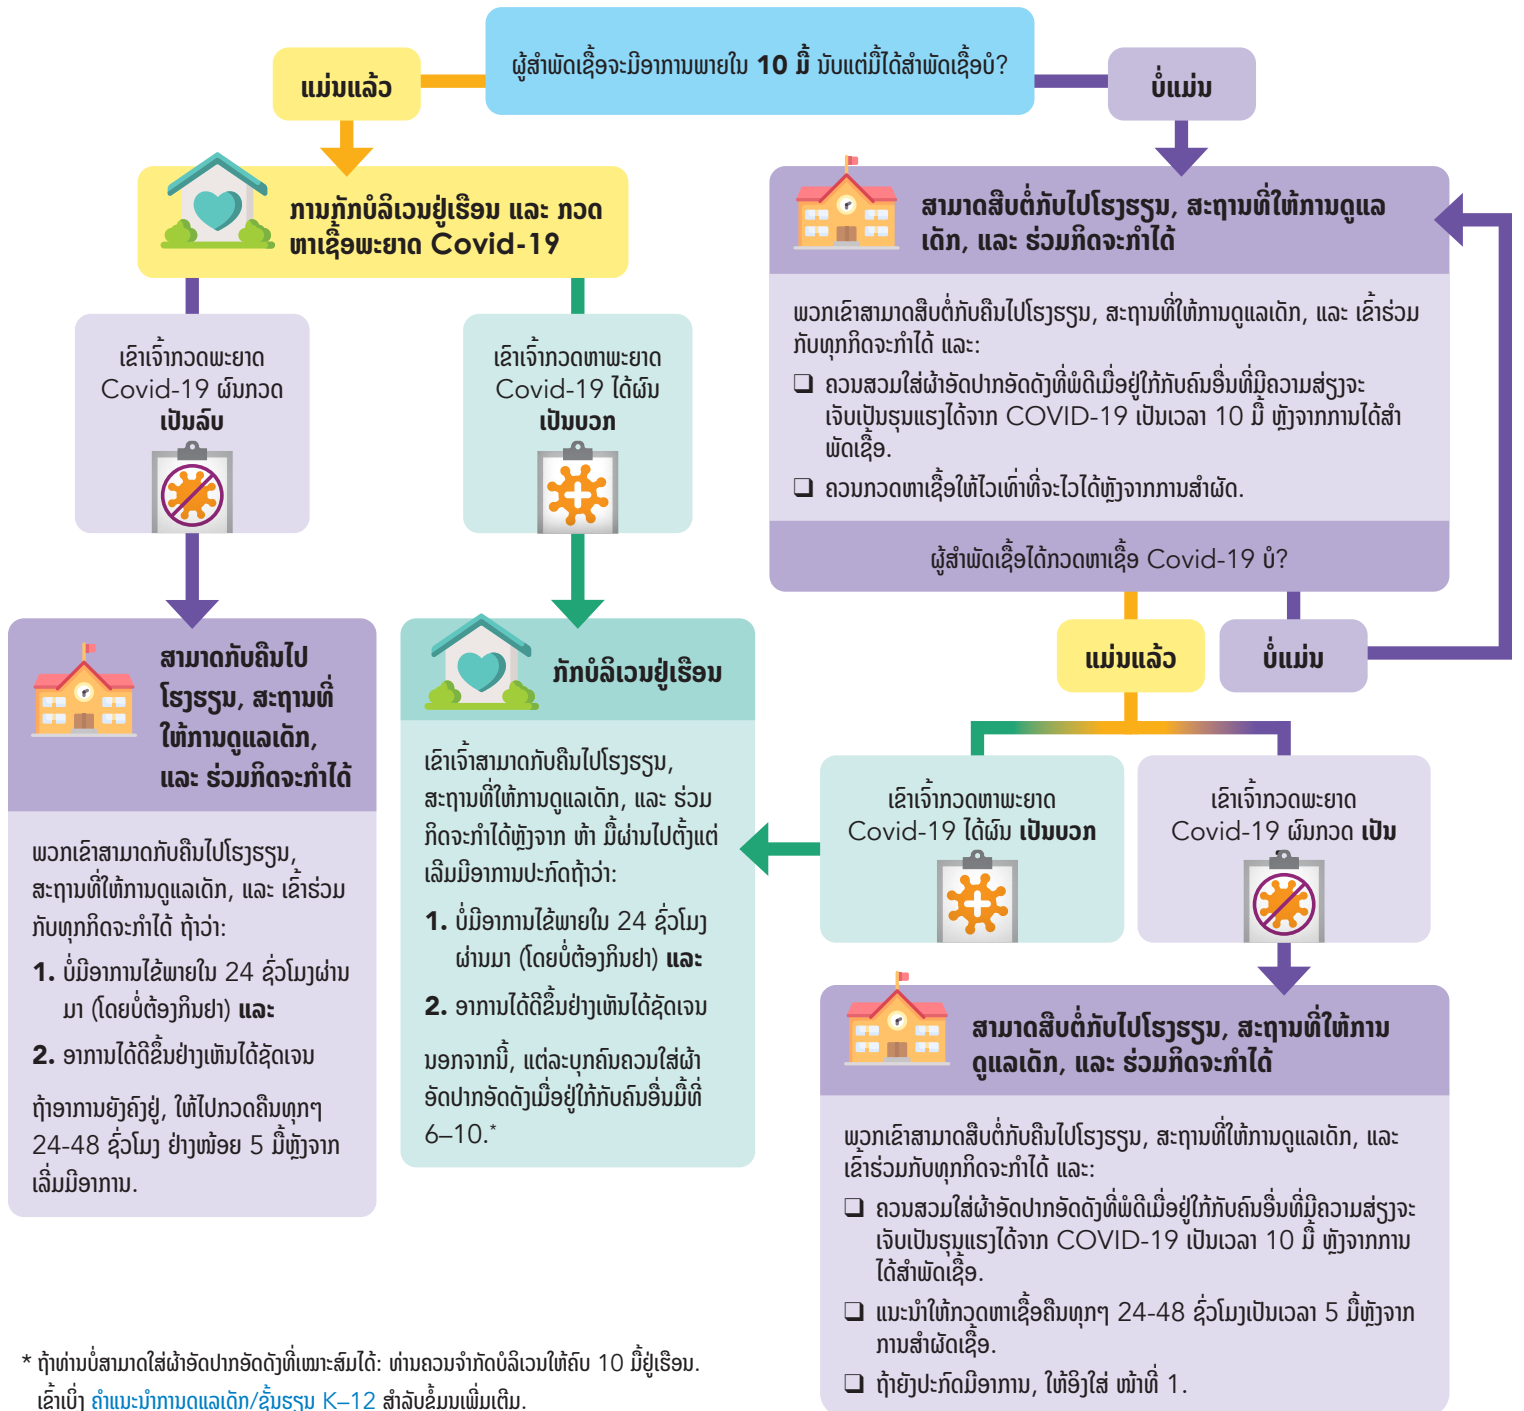 ຜູ້ສຳພັດເຊື້ອຈະມີອາການພາຍໃນ 10 ມື້ ນັບແຕ່ມື້ໄດ້ສຳພັດເຊື້ອບໍ?
ແມ່ນແລ້ວ
ບໍ່ແມ່ນ
ການກັກບໍລິເວນຢູ່ເຮືອນ ແລະ ກວດ
ຫາເຊື້ອພະຍາດ Covid-19
ເຂົາເຈົ້າກວດພະຍາດ
Covid-19 ຜົນກວດ
ເປັນລົບ
ເຂົາເຈົ້າກວດຫາພະຍາດ
Covid-19 ໄດ້ຜົນ
ເປັນບວກ
ສາມາດສືບຕໍ່ກັບໄປໂຮງຮຽນ, ສະຖານທີ່ໃຫ້ການດູແລ
ເດັກ, ແລະ ຮ່ວມກິດຈະກຳໄດ້
ພວກເຂົາສາມາດສືບຕໍ່ກັບຄືນໄປໂຮງຮຽນ, ສະຖານທີ່ໃຫ້ການດູແລເດັກ, ແລະ ເຂົ້າຮ່ວມ
ກັບທຸກກິດຈະກຳໄດ້ ແລະ:
❑ ຄວນສວມໃສ່ຜ້າອັດປາກອັດດັງທີ່ພໍດີເມື່ອຢູ່ໃກ້ກັບຄົນອື່ນທີ່ມີຄວາມສ່ຽງຈະ
ເຈັບເປັນຮຸນແຮງໄດ້ຈາກ COVID-19 ເປັນເວລາ 10 ມື້ ຫຼັງຈາກການໄດ້ສຳ
ພັດເຊື້ອ.
❑ ຄວນກວດຫາເຊື້ອໃຫ້ໄວເທົ່າທີ່ຈະໄວໄດ້ຫຼັງຈາກການສຳຜັດ.
ຜູ້ສຳພັດເຊື້ອໄດ້ກວດຫາເຊື້ອ Covid-19 ບໍ?
ແມ່ນແລ້ວ
ບໍ່ແມ່ນ
ສາມາດກັບຄືນໄປ
ໂຮງຮຽນ, ສະຖານທີ່
ໃຫ້ການດູແລເດັກ,
ແລະ ຮ່ວມກິດຈະກຳໄດ້
ພວກເຂົາສາມາດກັບຄືນໄປໂຮງຮຽນ,
ສະຖານທີ່ໃຫ້ການດູແລເດັກ, ແລະ ເຂົ້າຮ່ວມ
ກັບທຸກກິດຈະກຳໄດ້ ຖ້າວ່າ:
1. ບໍ່ມີອາການໄຂ້ພາຍໃນ 24 ຊົ່ວໂມງຜ່ານ
ມາ (ໂດຍບໍ່ຕ້ອງກິນຢາ) ແລະ
2. ອາການໄດ້ດີຂຶ້ນຢ່າງເຫັນໄດ້ຊັດເຈນ
ຖ້າອາການຍັງຄົງຢູ່, ໃຫ້ໄປກວດຄືນທຸກໆ
24-48 ຊົ່ວໂມງ ຢ່າງໜ້ອຍ 5 ມື້ຫຼັງຈາກ
ເລີ່ມມີອາການ.
ກັກບໍລິເວນຢູ່ເຮືອນ
ເຂົາເຈົ້າສາມາດກັບຄືນໄປໂຮງຮຽນ,
ສະຖານທີ່ໃຫ້ການດູແລເດັກ, ແລະ ຮ່ວມ
ກິດຈະກຳໄດ້ຫຼັງຈາກ ຫ້າ ມື້ຜ່ານໄປຕັ້ງແຕ່
ເລີມມີອາການປະກົດຖ້າວ່າ:
1. ບໍ່ມີອາການໄຂ້ພາຍໃນ 24 ຊົ່ວໂມງ
ຜ່ານມາ (ໂດຍບໍ່ຕ້ອງກິນຢາ) ແລະ
2. ອາການໄດ້ດີຂຶ້ນຢ່າງເຫັນໄດ້ຊັດເຈນ
ນອກຈາກນີ້, ແຕ່ລະບຸກຄົນຄວນໃສ່ຜ້າ
ອັດປາກອັດດັງເມື່ອຢູ່ໃກ້ກັບຄົນອື່ນມື້ທີ່
6–10.*
ເຂົາເຈົ້າກວດຫາພະຍາດ
Covid-19 ໄດ້ຜົນ ເປັນບວກ
ເຂົາເຈົ້າກວດພະຍາດ
Covid-19 ຜົນກວດ ເປັນ
ສາມາດສືບຕໍ່ກັບໄປໂຮງຮຽນ, ສະຖານທີ່ໃຫ້ການ
ດູແລເດັກ, ແລະ ຮ່ວມກິດຈະກຳໄດ້
ພວກເຂົາສາມາດສືບຕໍ່ກັບຄືນໄປໂຮງຮຽນ, ສະຖານທີ່ໃຫ້ການດູແລເດັກ, ແລະ
ເຂົ້າຮ່ວມກັບທຸກກິດຈະກຳໄດ້ ແລະ:
❑ ຄວນສວມໃສ່ຜ້າອັດປາກອັດດັງທີ່ພໍດີເມື່ອຢູ່ໃກ້ກັບຄົນອື່ນທີ່ມີຄວາມສ່ຽງຈະ
ເຈັບເປັນຮຸນແຮງໄດ້ຈາກ COVID-19 ເປັນເວລາ 10 ມື້ ຫຼັງຈາກການ
ໄດ້ສຳພັດເຊື້ອ.
❑ ແນະນຳໃຫ້ກວດຫາເຊື້ອຄືນທຸກໆ 24-48 ຊົ່ວໂມງເປັນເວລາ 5 ມື້ຫຼັງຈາກ
ການສຳຜັດເຊື້ອ.
❑ ຖ້າຍັງປະກົດມີອາການ, ໃຫ້ອີງໃສ່ ໜ້າທີ່ 1.
* ຖ້າທ່ານບໍ່ສາມາດໃສ່ຜ້າອັດປາກອັດດັງທີ່ເໝາະສົມໄດ້: ທ່ານຄວນຈຳກັດບໍລິເວນໃຫ້ຄົບ 10 ມື້ຢູ່ເຮືອນ.
ເຂົ້າເບິ່ງ ຄຳແນະນຳການດູແລເດັກ/ຊັ້ນຮຽນ K–12 ສຳລັບຂໍ້ມູນເພີ່ມເຕີມ.